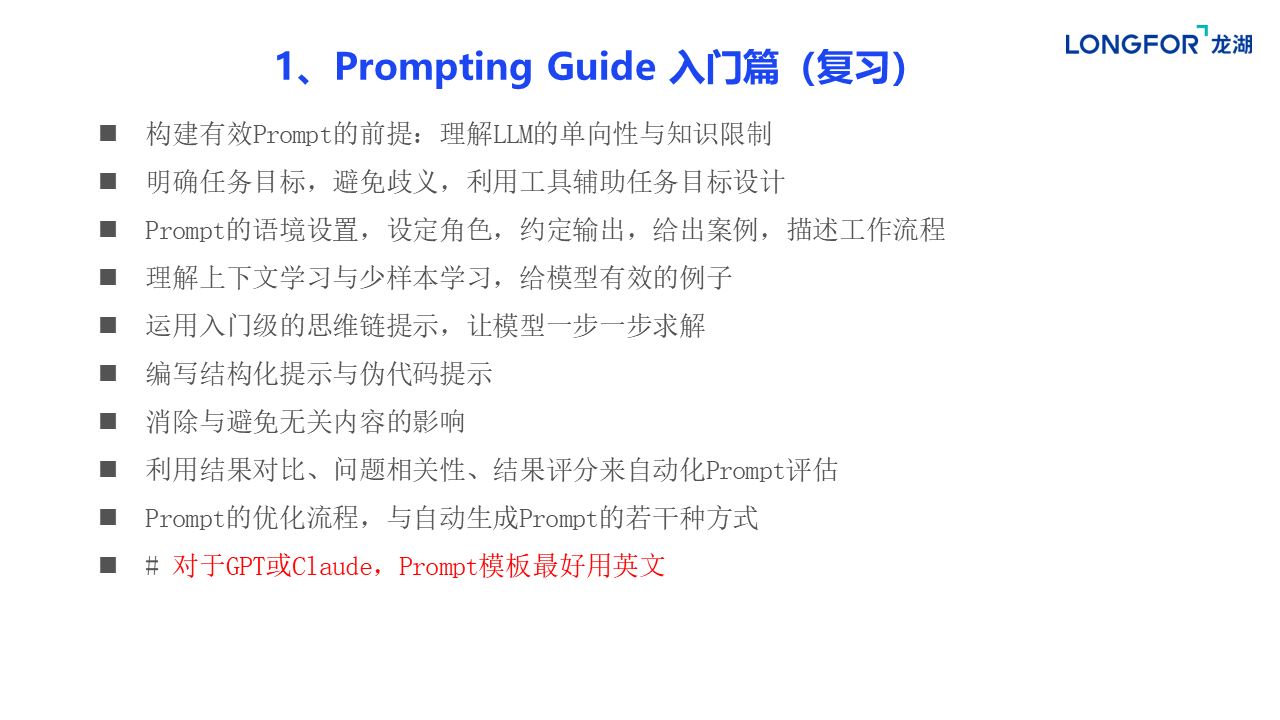 LONGFOR 龙湖
1、Prompting Guide 入门篇（复习）
■ 构建有效Prompt的前提：理解LLM的单向性与知识限制
■ 明确任务目标，避免歧义，利用工具辅助任务目标设计
■ Prompt的语境设置，设定角色，约定输出，给出案例，描述工作流程
■ 理解上下文学习与少样本学习，给模型有效的例子
■ 运用入门级的思维链提示，让模型一步一步求解
■ 编写结构化提示与伪代码提示
■ 消除与避免无关内容的影响
■ 利用结果对比、问题相关性、结果评分来自动化Prompt评估
■ Prompt的优化流程，与自动生成Prompt的若干种方式
■ # 对于GPT或Claude，Prompt模板最好用英文